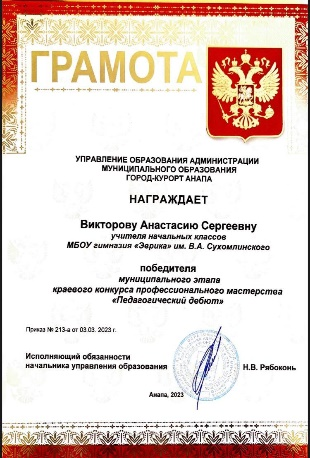 ГРАМОТА
УПРАВЛЕНИЕ ОБРАЗОВАНИЯ АДМИНИСТРАЦИИ
МУНИЦИПАЛЬНОГО ОБРАЗОВАНИЯ
ГОРОД-КУРОРТ АНАПА
НАГРАЖДАЕТ
Викторову Анастасию Сергеевну
учителя начальных классов
МБОУ гимназия «Эврика» им. В.А. Сухомлинского
победителя
муниципального этапа
краевого конкурса профессионального мастерства
«Педагогический дебют»
Приказ № 213-а от 03.03. 2023 г.
Исполняющий обязанности
начальника управления образования Н.В. Рябоконь
Анапа, 2023